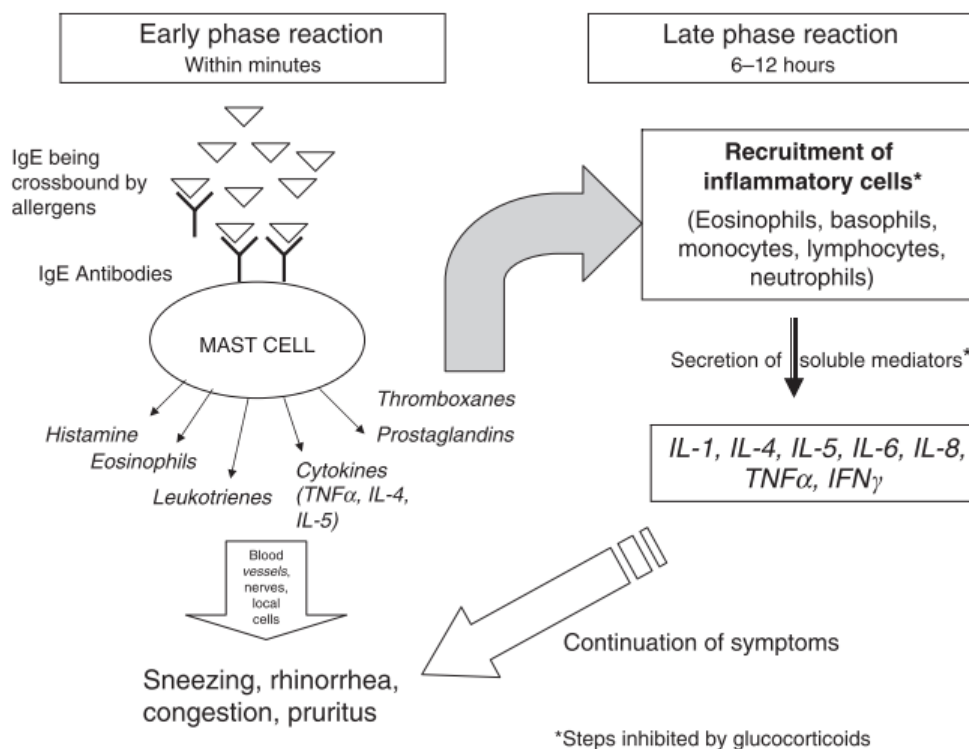 Early phase reaction
Within minutes
Late phase reaction
6–12 hours
IgE being
crossbound by
allergens
IgE Antibodies
MAST CELL
Histamine
Eosinophils
Leukotrienes
Cytokines
(TNFα, IL-4,
IL-5)
Prostaglandins
Thromboxanes
Blood
vessels,
nerves,
local
cells
Sneezing, rhinorrhea,
congestion, pruritus
Recruitment of
inflammatory cells*
(Eosinophils, basophils,
monocytes, lymphocytes,
neutrophils)
Secretion of soluble mediators*
IL-1, IL-4, IL-5, IL-6, IL-8,
TNFα, IFNγ
Continuation of symptoms
*Steps inhibited by glucocorticoids